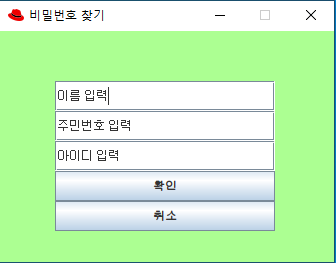 비밀번호 찾기
이름 입력
주민번호 입력
아이디 입력
확인
취소